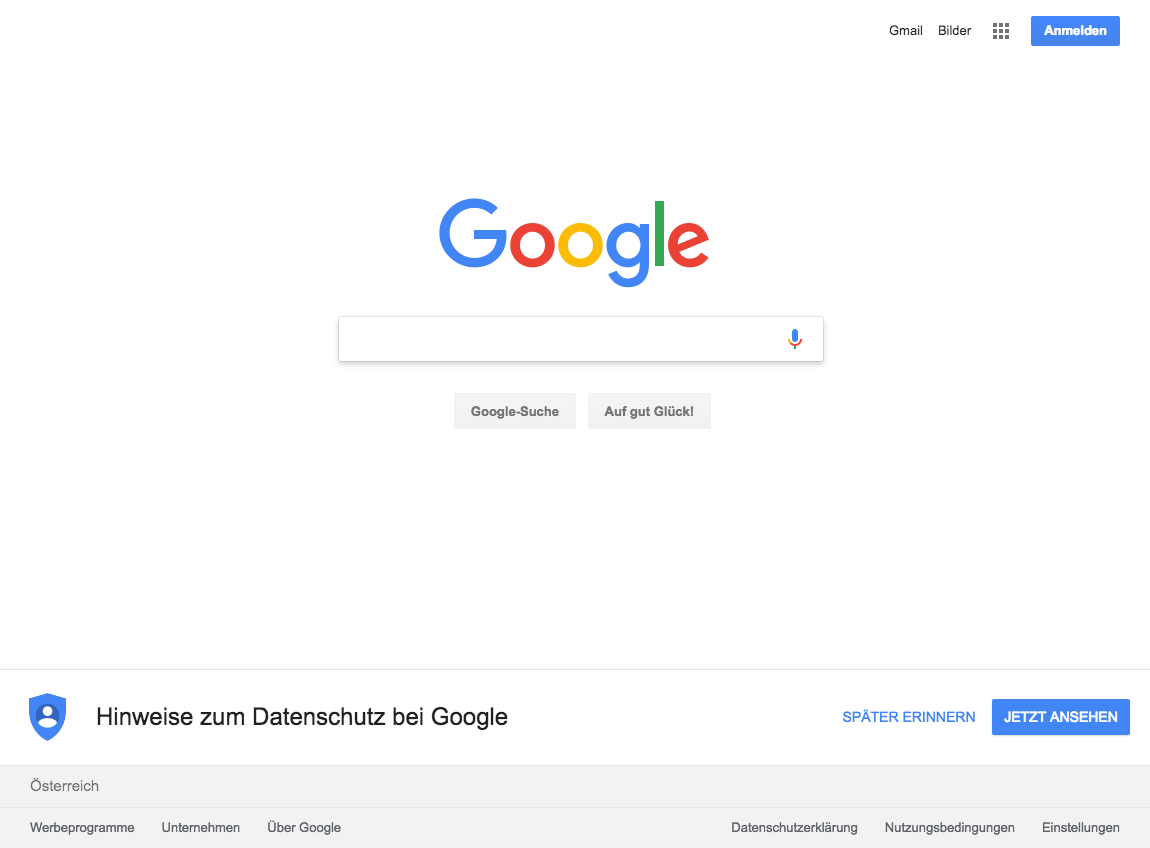 Gmail Bilder Anmelden
Google
Google-Suche Auf gut Glück!
Hinweise zum Datenschutz bei Google SPÄTER ERINNERN JETZT ANSEHEN
Österreich
Werbeprogramme Unternehmen Über Google Datenschutzerklärung Nutzungsbedingungen Einstellungen